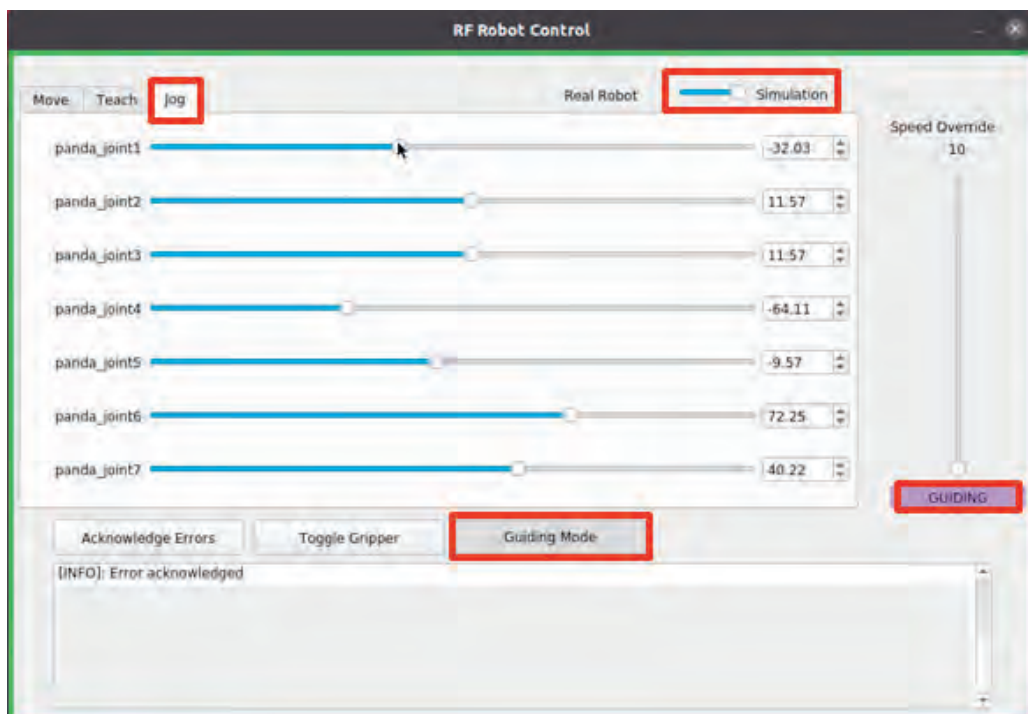 RF Robot Control
Move Teach Jog Real Robot Simulation
Speed Override
10
panda_joint1 -32.03
panda_joint2 11.57
panda_joint3 11.57
panda_joint4 -64.11
panda_joint5 -9.57
panda_joint6 72.25
panda_joint7 40.22
GUIDING
Acknowledge Errors Toggle Gripper Guiding Mode
[INFO]: Error acknowledged